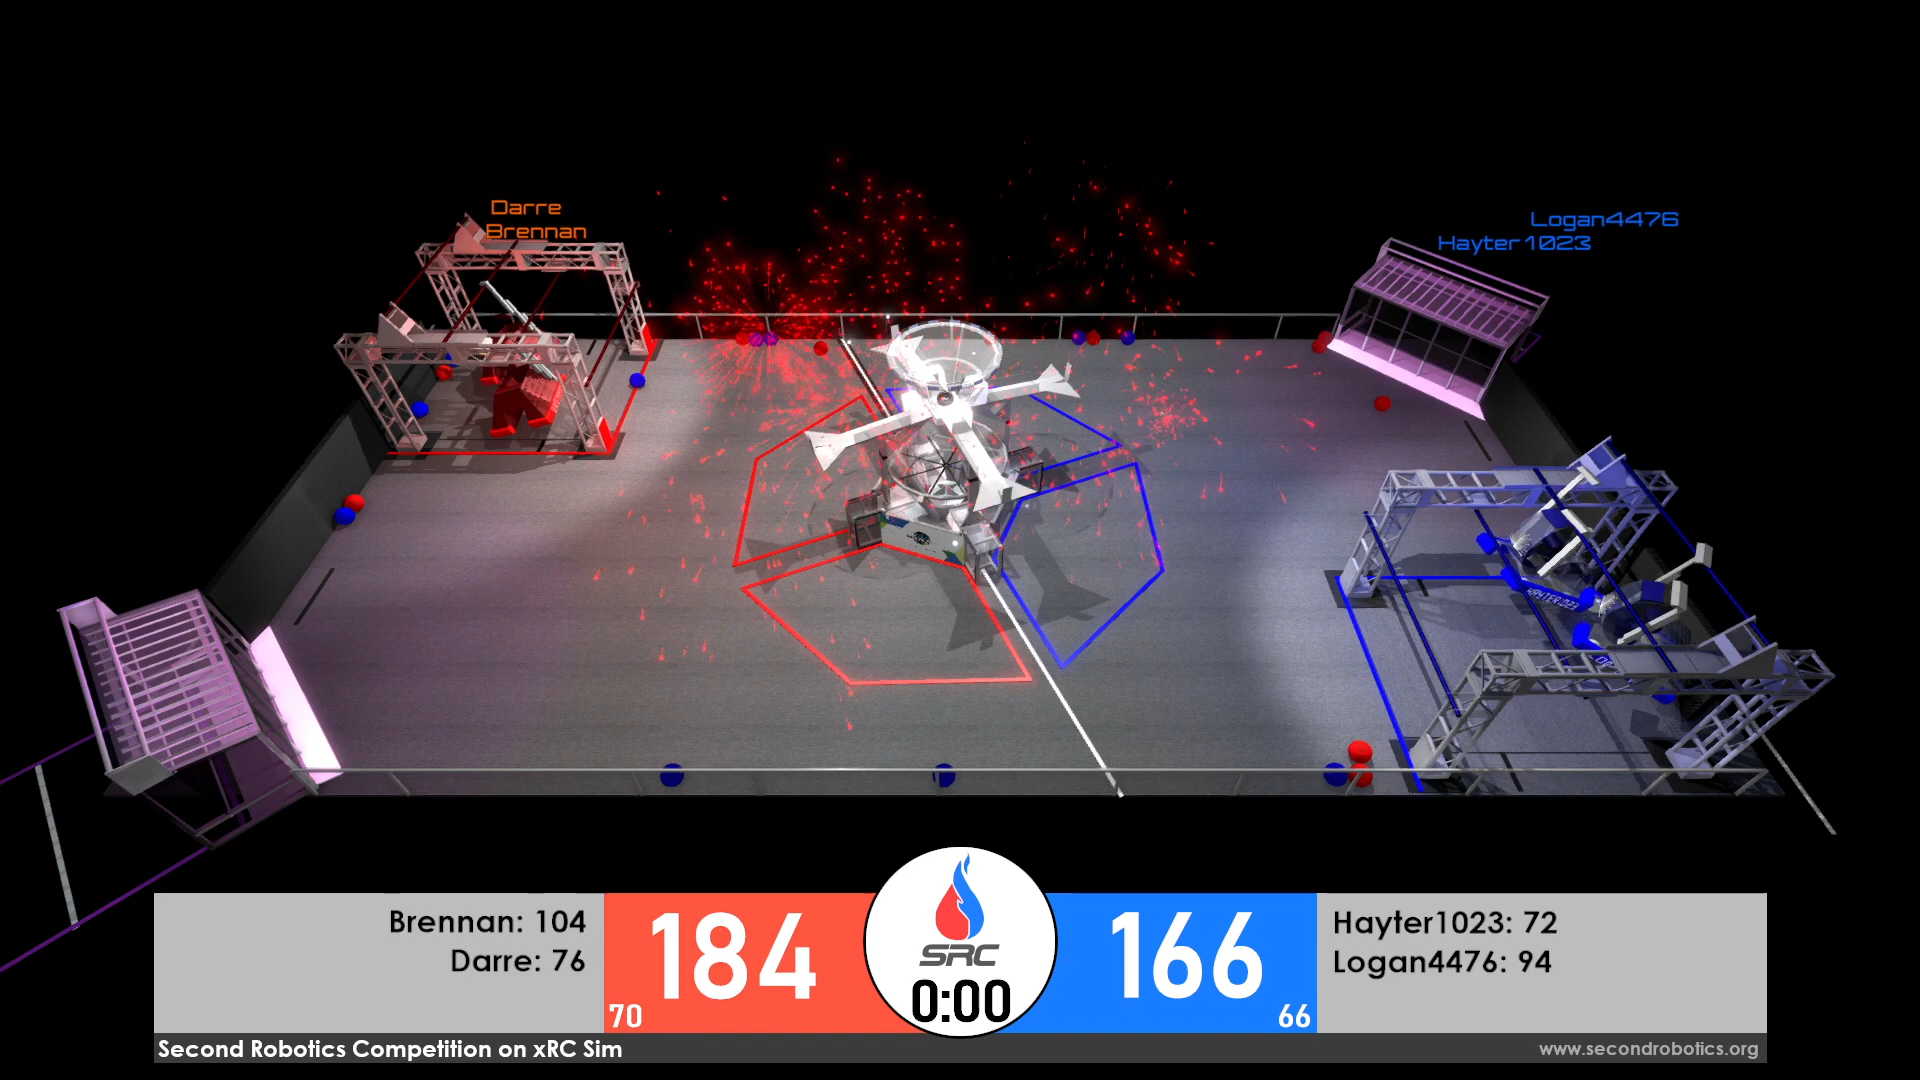 Darre
Brennan
Logan4476
Hayter1023
HAYTER1023
Brennan: 104
Darre: 76
184
70
SRC
0:00
166
66
Hayter1023: 72
Logan4476: 94
Second Robotics Competition on xRC Sim
www.secondrobotics.org